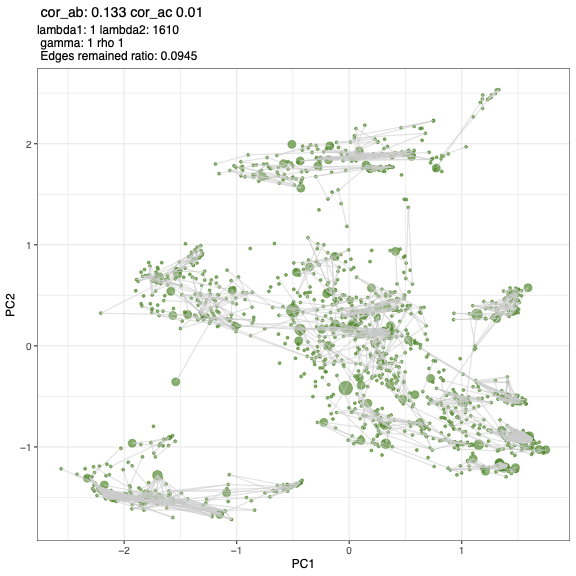 cor_ab: 0.133 cor_ac 0.01
lambda1: 1 lambda2: 1610
gamma: 1 rho 1
Edges remained ratio: 0.0945
2
1
0
−1
PC2
−2 −1 0 1
PC1